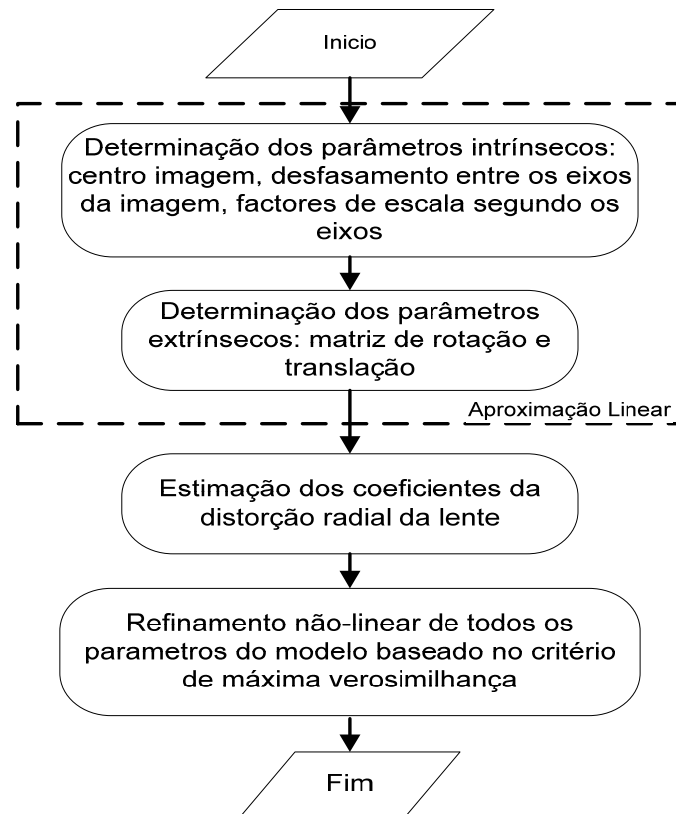 Inicio
Determinação dos parâmetros intrínsecos:
centro imagem, desfasamento entre os eixos
da imagem, factores de escala segundo os
eixos
Determinação dos parâmetros
extrínsecos: matriz de rotação e
translação
Aproximação Linear
Estimação dos coeficientes da
distorção radial da lente
Refinamento não-linear de todos os
parametros do modelo baseado no critério
de máxima verosimilhança
Fim